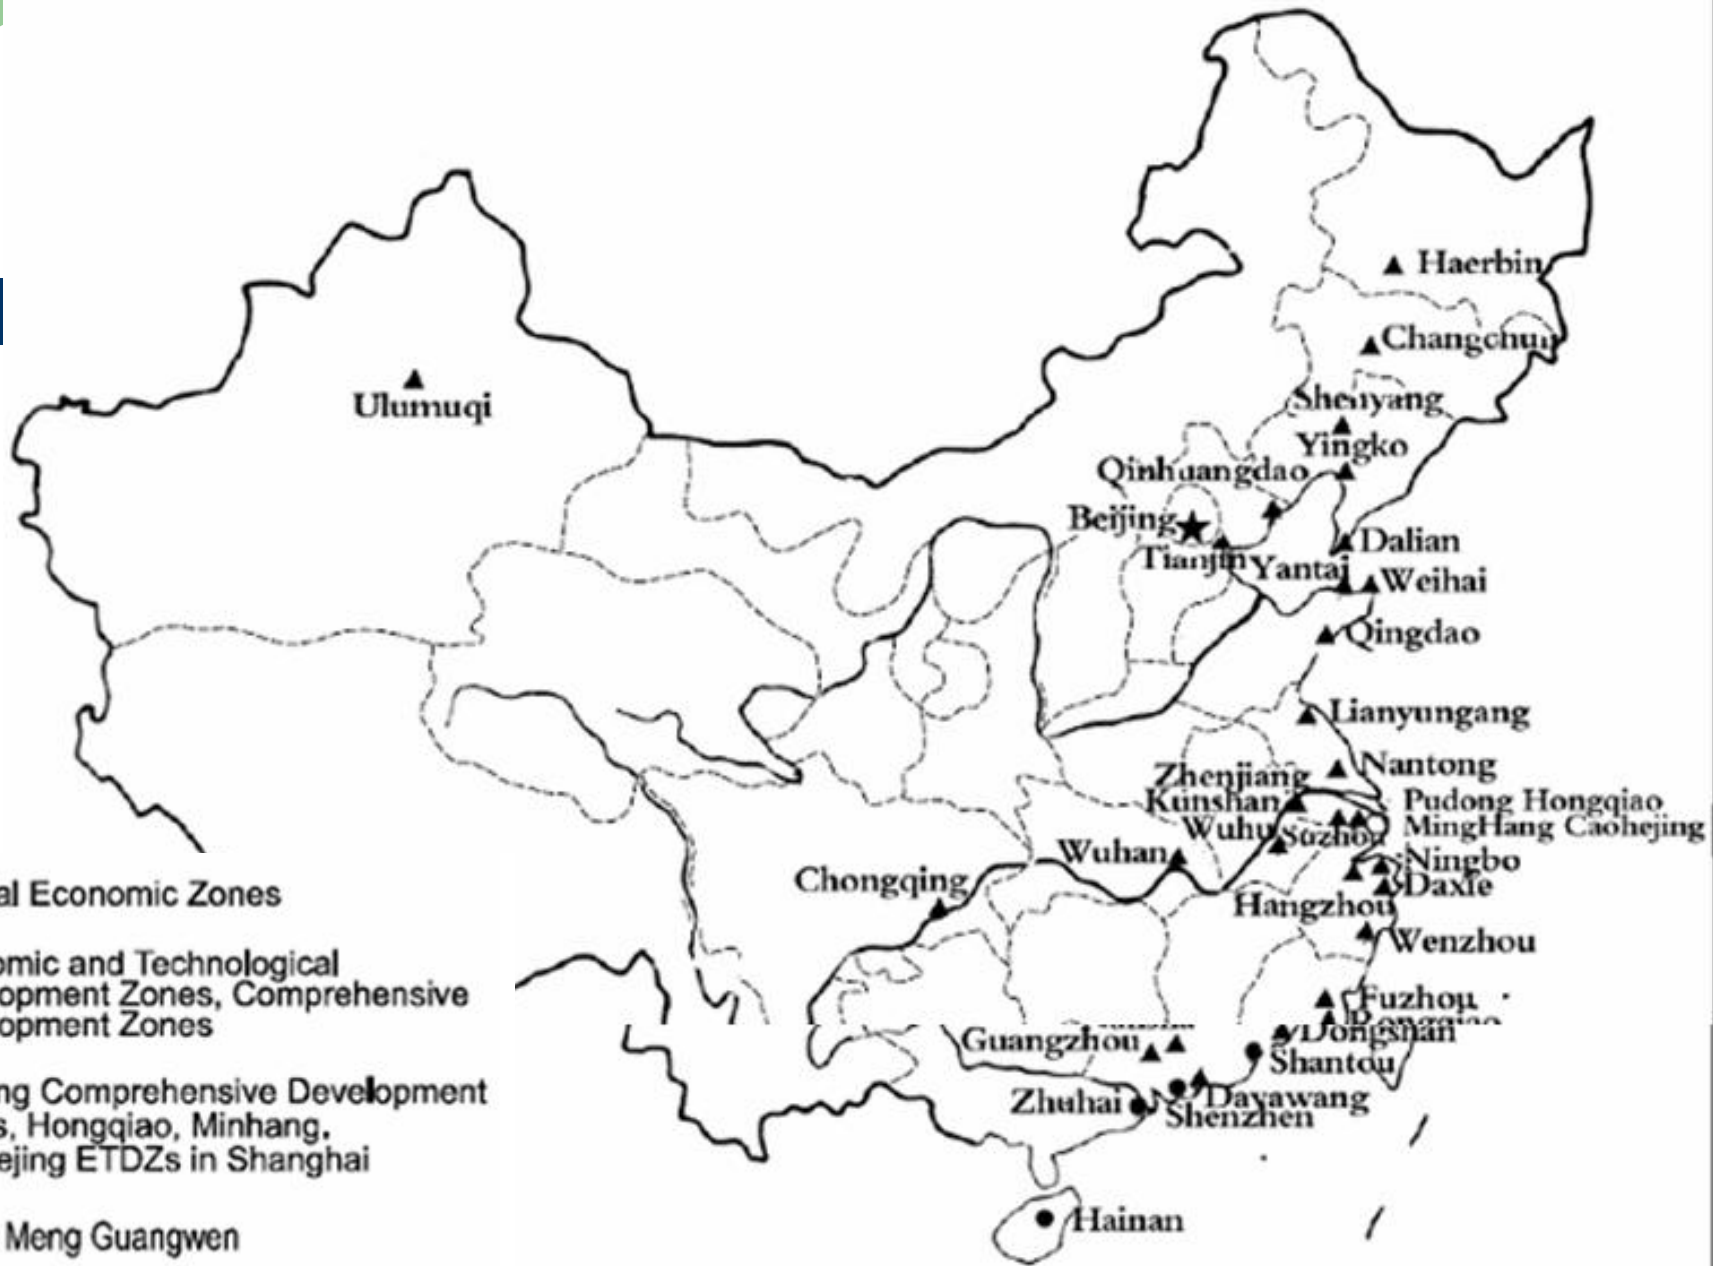 Haerbin
Changchun
Shenyang
Ulumuqi
Yingko
Qinhuangdao
Beijing
Dalian
Tianjin
Yantai
Weihai
Qingdao
Lianyungang
Nantong
Zhenjiang
Kunshan
Pudong Hongqiao
Wuhu
Suzhou
MingHang Caohejing
Wuhan
Ningbo
Chongqing
Daxie
Hangzhou
Wenzhou
Fuzhou
Dongshan
Guangzhou
Shantou
Zhuhai
Dayawang
Shenzhen
Hainan
al Economic Zones
omic and Technological
opment Zones, Comprehensive
opment Zones
ng Comprehensive Development
s, Hongqiao, Minhang,
ejing ETDZs in Shanghai
Meng Guangwen